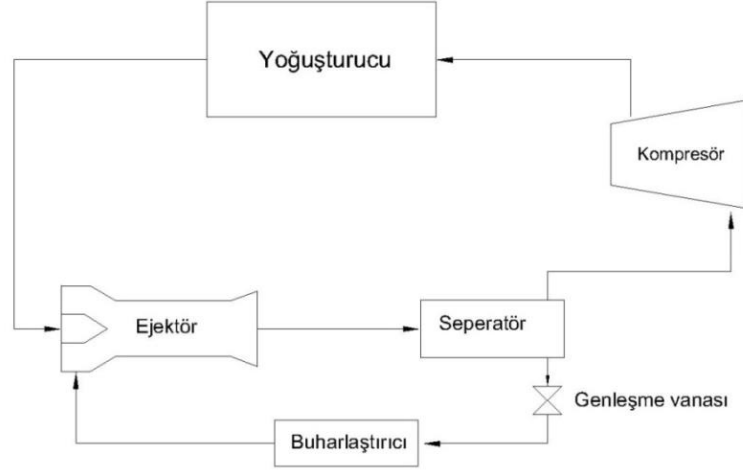 Yoğuşturucu
Kompresör
Ejektör
Seperatör
Genleşme vanası
Buharlaştırıcı